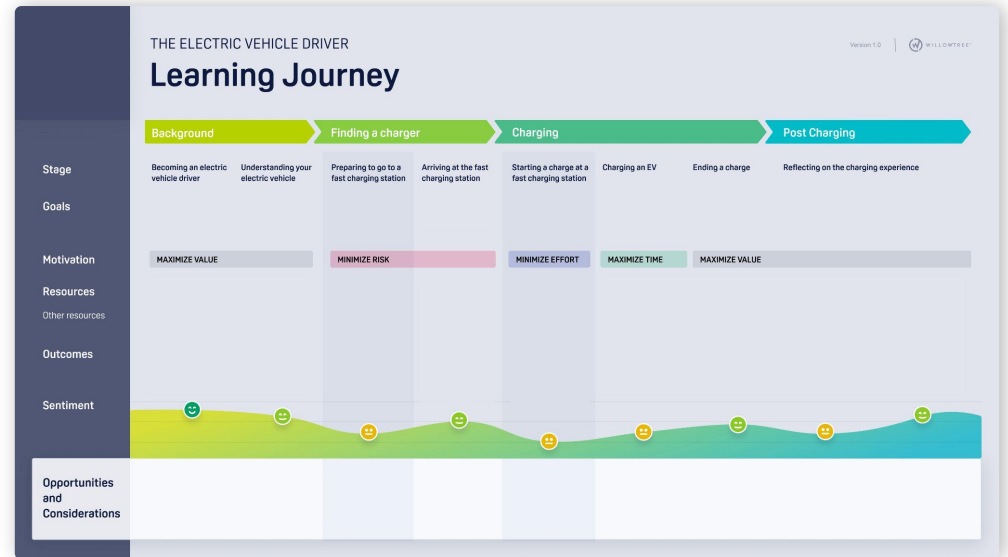 THE ELECTRIC VEHICLE DRIVER
Learning Journey
Version 1.0
WILLOWTREE
Background
Finding a charger
Charging
Post Charging
Stage
Becoming an electric
vehicle driver
Understanding your
electric vehicle
Preparing to go to a
fast charging station
Arriving at the fast
charging station
Starting a charge at a
fast charging station
Charging an EV
Ending a charge
Reflecting on the charging experience
Goals
Motivation
MAXIMIZE VALUE
MINIMIZE RISK
MINIMIZE EFFORT
MAXIMIZE TIME
MAXIMIZE VALUE
Resources
Other resources
Outcomes
Sentiment
Opportunities
and
Considerations